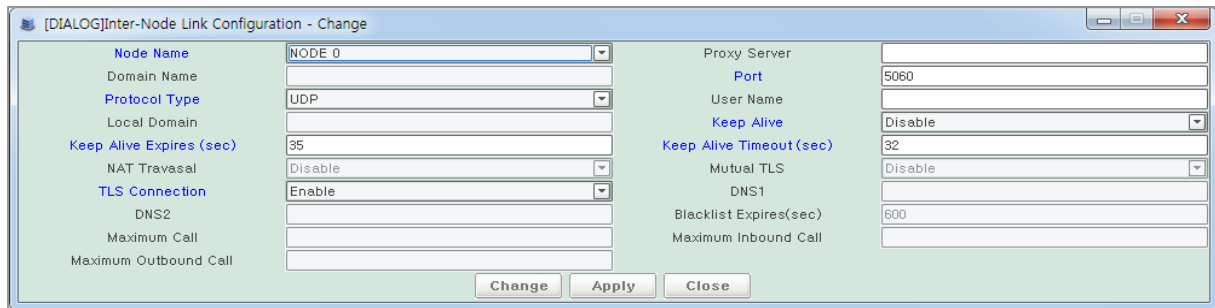 [DIALOG]Inter-Node Link Configuration - Change
Node Name NODE 0 Proxy Server
Domain Name Port 5060
Protocol Type UDP User Name
Local Domain Keep Alive Disable
Keep Alive Expires (sec) 35 Keep Alive Timeout (sec) 32
NAT Travasal Disable Mutual TLS Disable
TLS Connection Enable DNS1
DNS2 Blacklist Expires(sec) 600
Maximum Call Maximum Inbound Call
Maximum Outbound Call
Change Apply Close